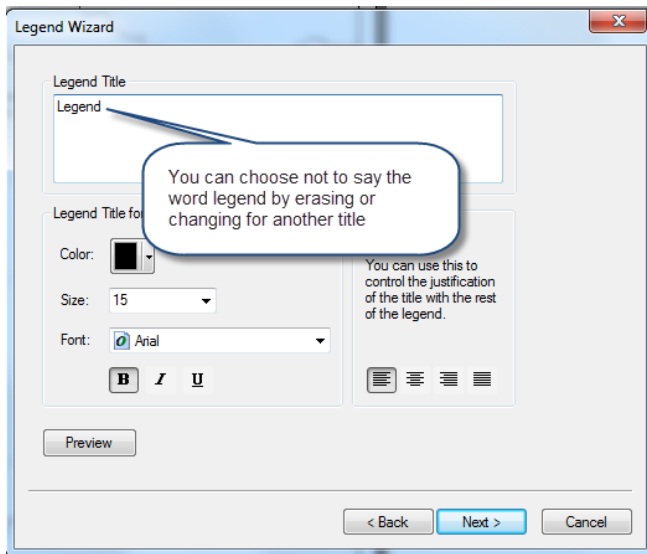 Legend Wizard
Legend Title
Legend
You can choose not to say the
word legend by erasing or
changing for another title
Legend Title
Color:
You can use this to
control the justification
of the title with the rest
of the legend.
Size: 15
Font: Arial
B I U
Preview
< Back Next > Cancel